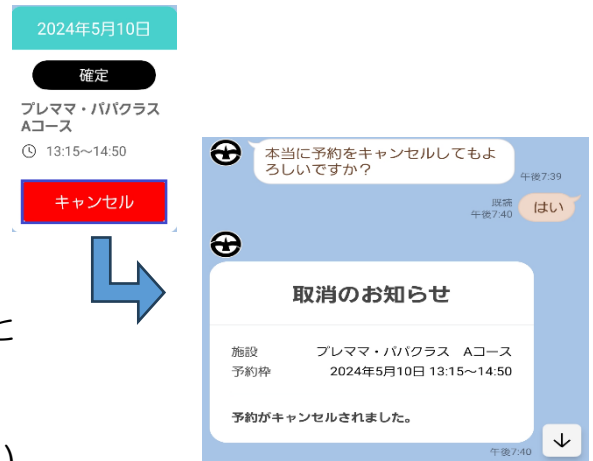 2024年5月10日
確定
プレママ・パパクラス
Aコース
13:15～14:50
キャンセル
本当に予約をキャンセルしてもよ
ろしいですか？
午後7:39
既読
午後7:40
はい
取消のお知らせ
施設 プレママ・パパクラス Aコース
予約枠 2024年5月10日 13:15～14:50
予約がキャンセルされました。
午後7:40
に
)